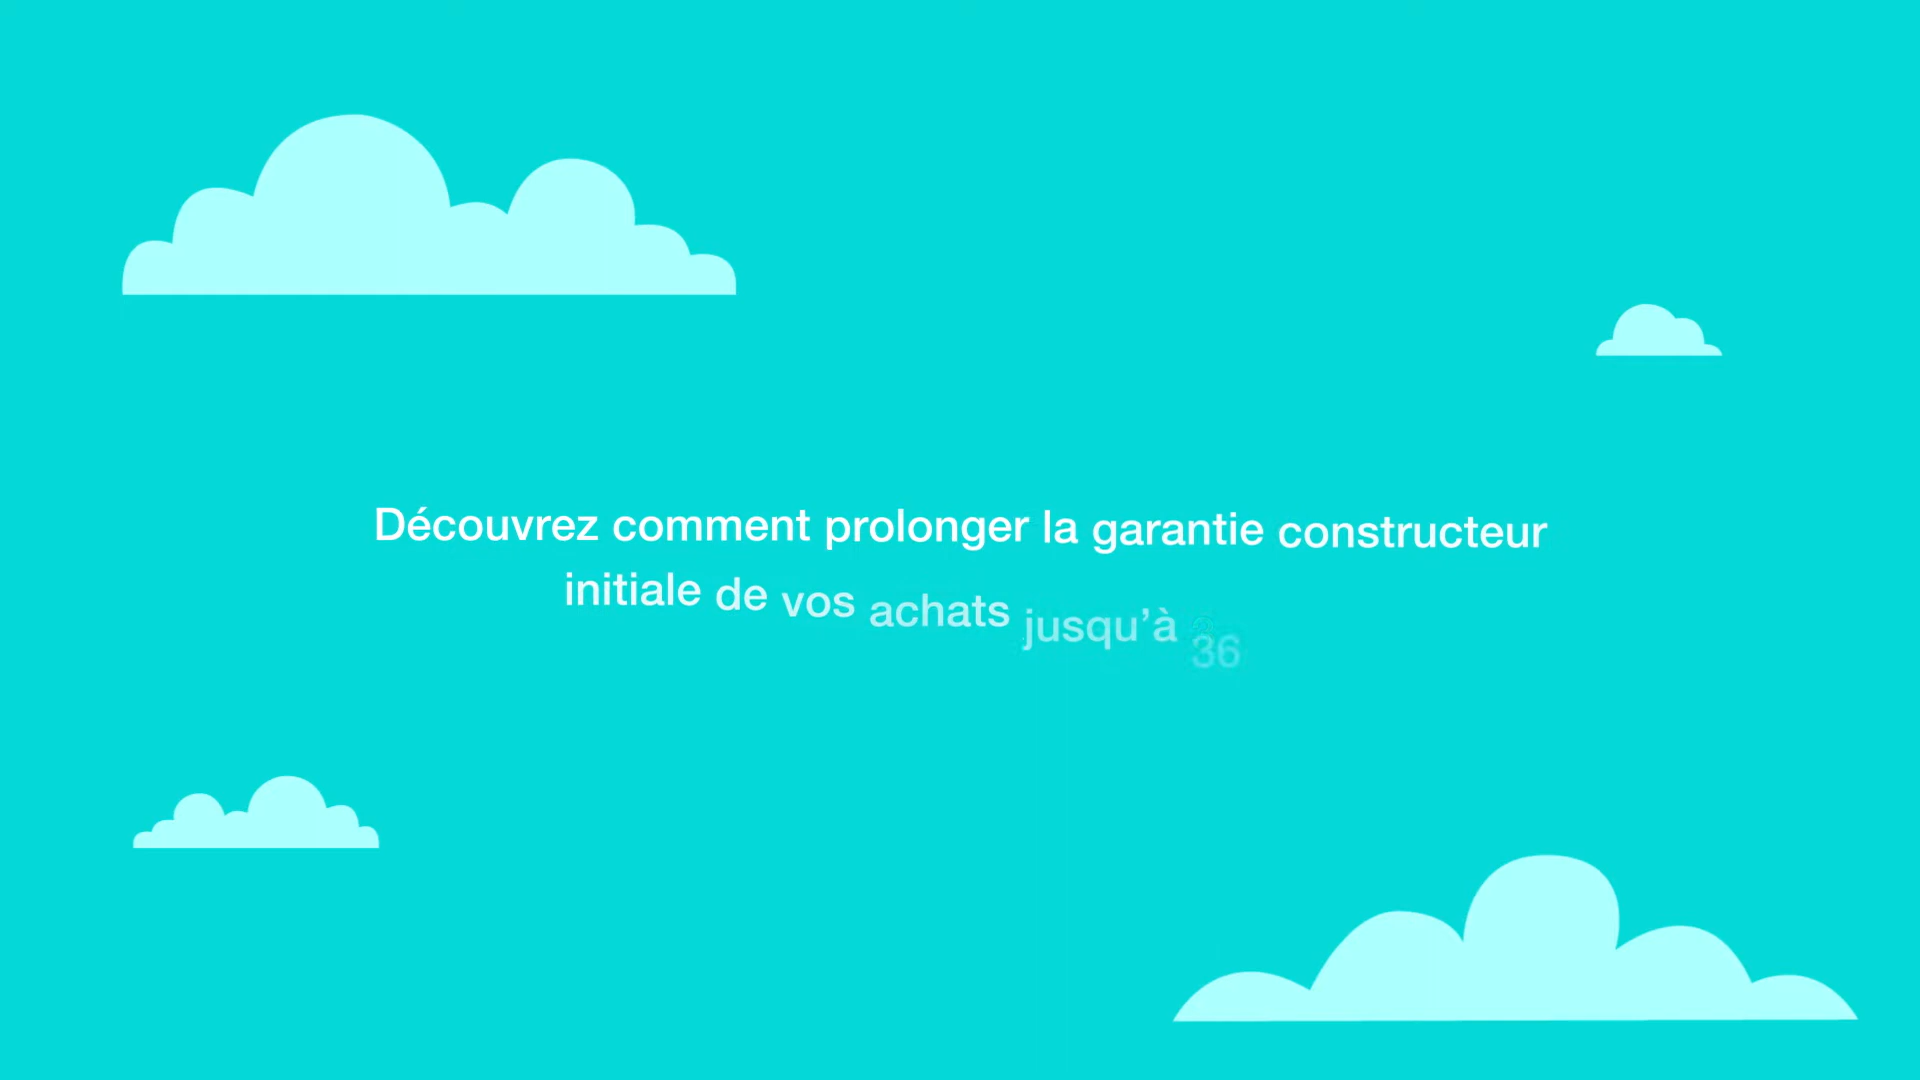 Découvrez comment prolonger la garantie constructeur
initiale de vos achats jusqu’à 36